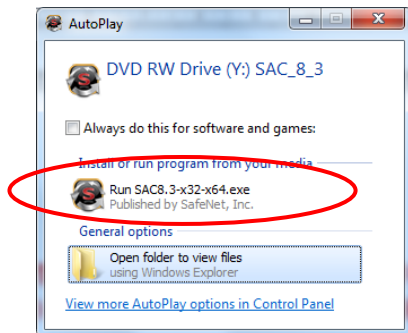 AutoPlay
DVD RW Drive (Y:) SAC_8_3
Always do this for software and games:
Install or run program from your media
Run SAC8.3-x32-x64.exe
Published by SafeNet, Inc.
General options
Open folder to view files
using Windows Explorer
View more AutoPlay options in Control Panel